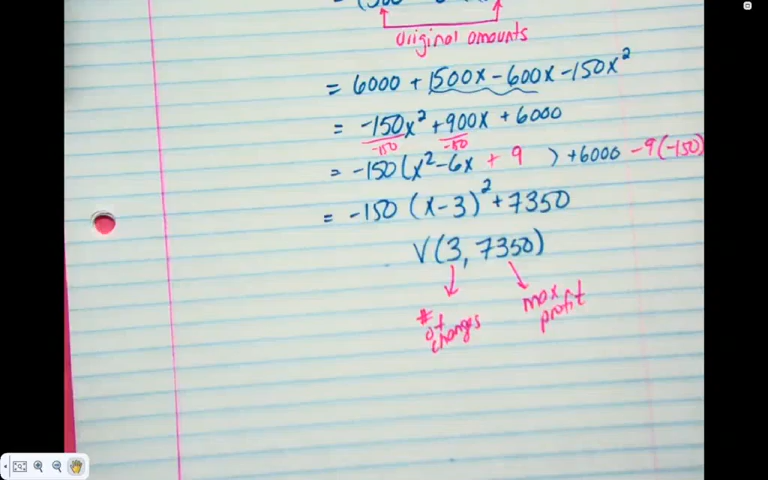 original amounts
= 6000 + 1500x - 600x - 150x²
= -150x² + 900x + 6000
-150 -150
= -150(x² - 6x + 9 ) + 6000 - 9(-150)
= -150 (x - 3)² + 7350
V(3, 7350)
# of changes
max profit